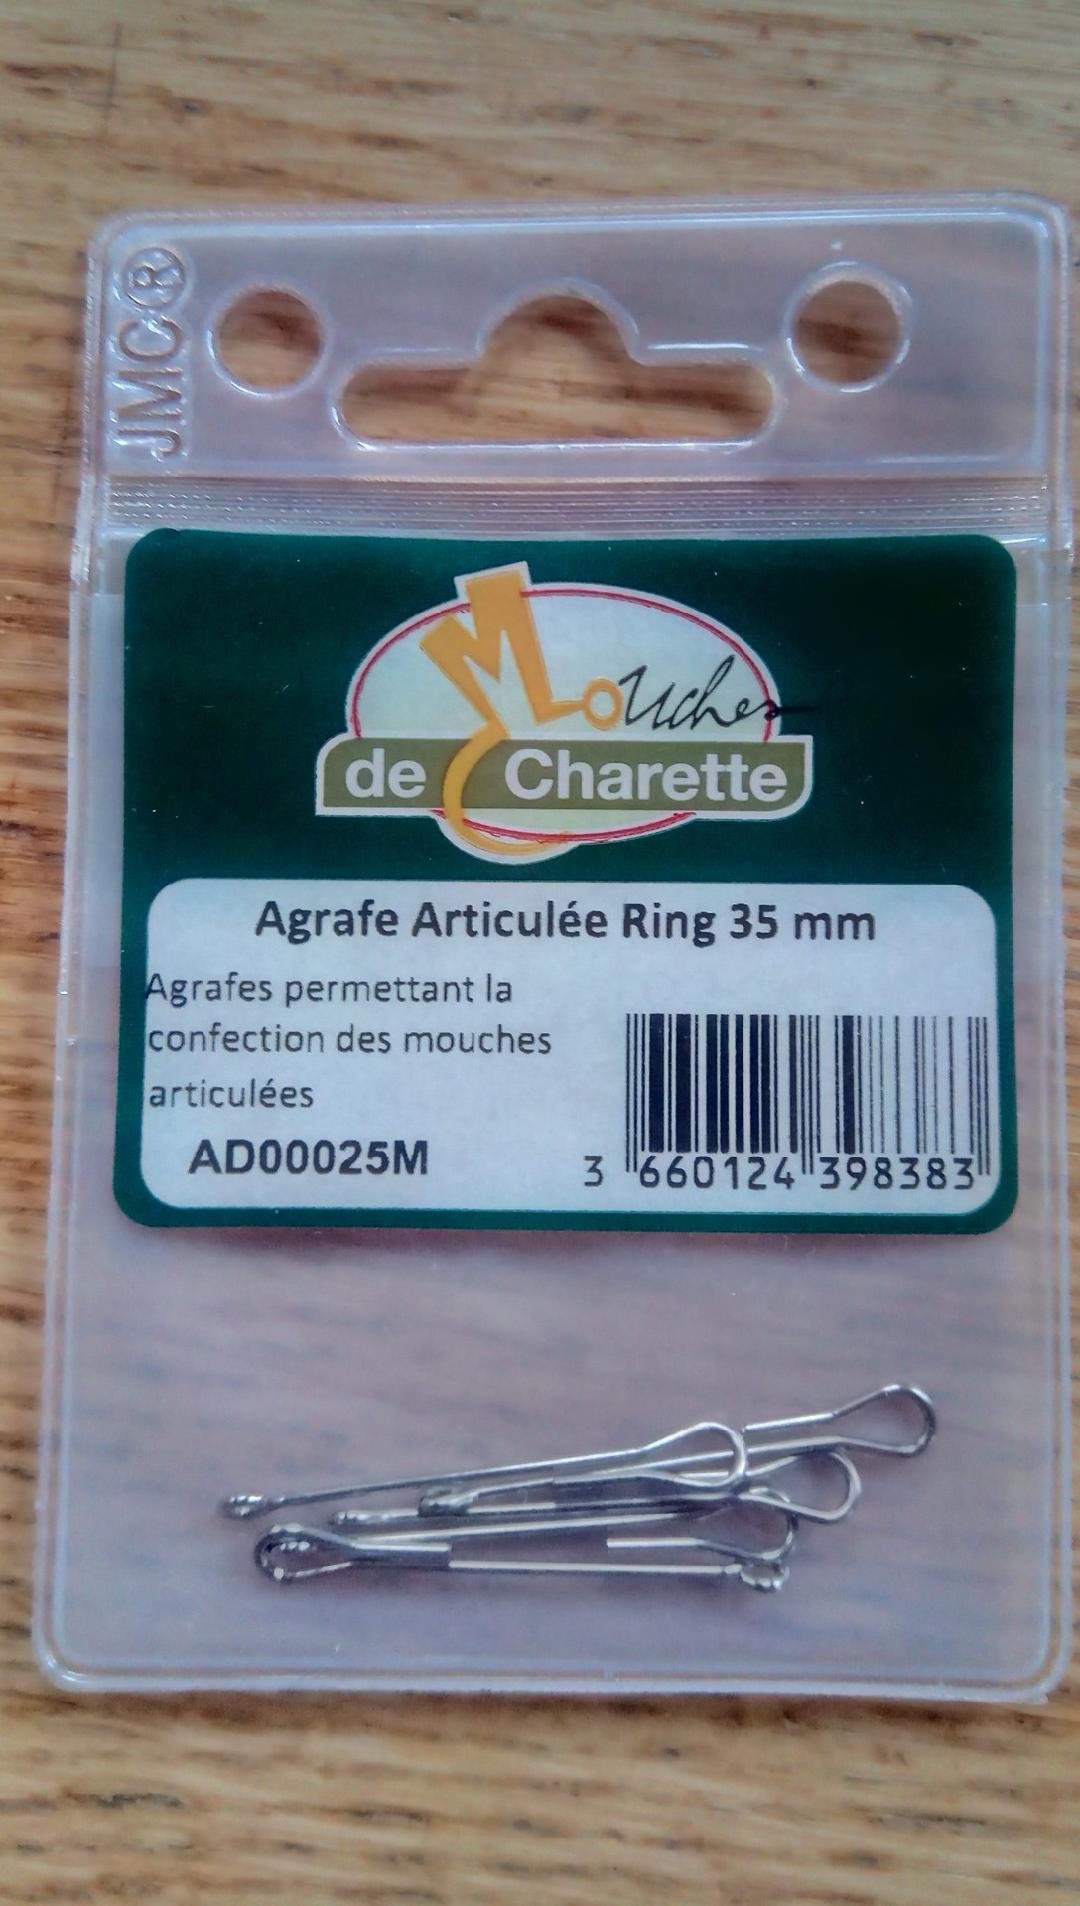 JMC®
Mouches
de Charette
Agrafe Articulée Ring 35 mm
Agrafes permettant la
confection des mouches
articulées
AD00025M
3 660124 398383